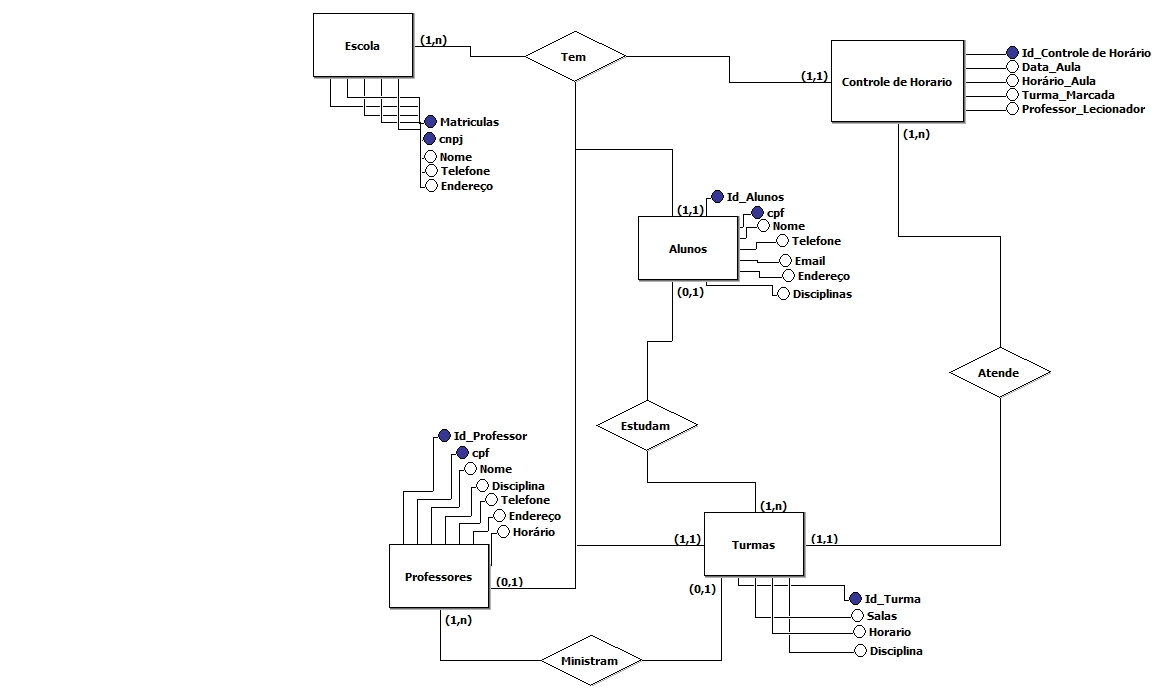 Escola
(1,n)
Tem
(1,1)
Controle de Horario
Id_Controle de Horário
Data_Aula
Horário_Aula
Turma_Marcada
Professor_Lecionador
(1,n)
Matriculas
cnpj
Nome
Telefone
Endereço
(1,1)
Alunos
Id_Alunos
cpf
Nome
Telefone
Email
Endereço
Disciplinas
(0,1)
Atende
Estudam
Id_Professor
cpf
Nome
Disciplina
Telefone
Endereço
Horário
Professores
(0,1)
(1,n)
(1,n)
(1,1)
Turmas
(1,1)
(0,1)
Id_Turma
Salas
Horario
Disciplina
Ministram